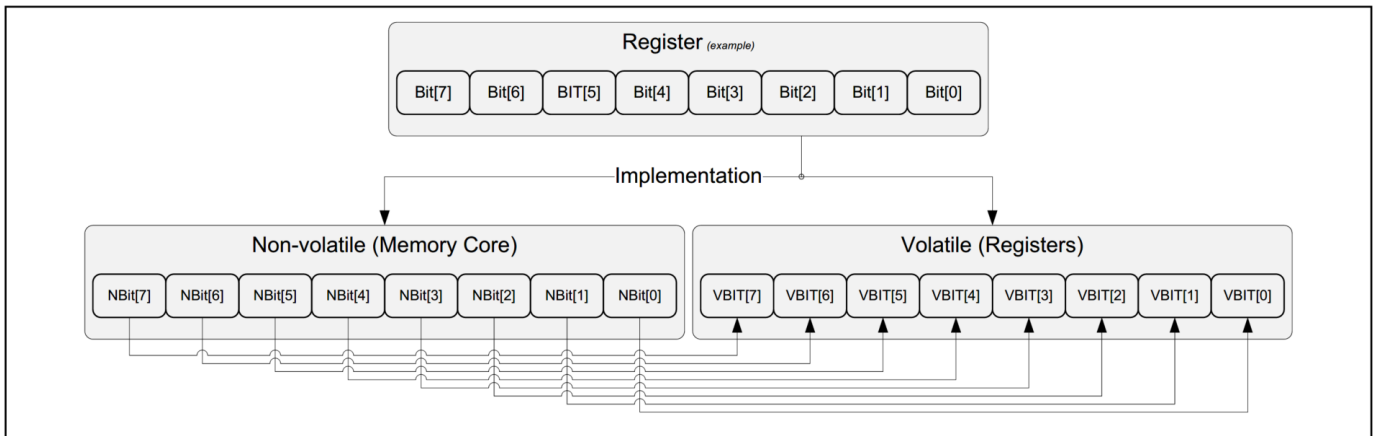 Register (example)
Bit[7] Bit[6] BIT[5] Bit[4] Bit[3] Bit[2] Bit[1] Bit[0]
Implementation
Non-volatile (Memory Core) Volatile (Registers)
NBit[7] NBit[6] NBit[5] NBit[4] NBit[3] NBit[2] NBit[1] NBit[0] VBIT[7] VBIT[6] VBIT[5] VBIT[4] VBIT[3] VBIT[2] VBIT[1] VBIT[0]